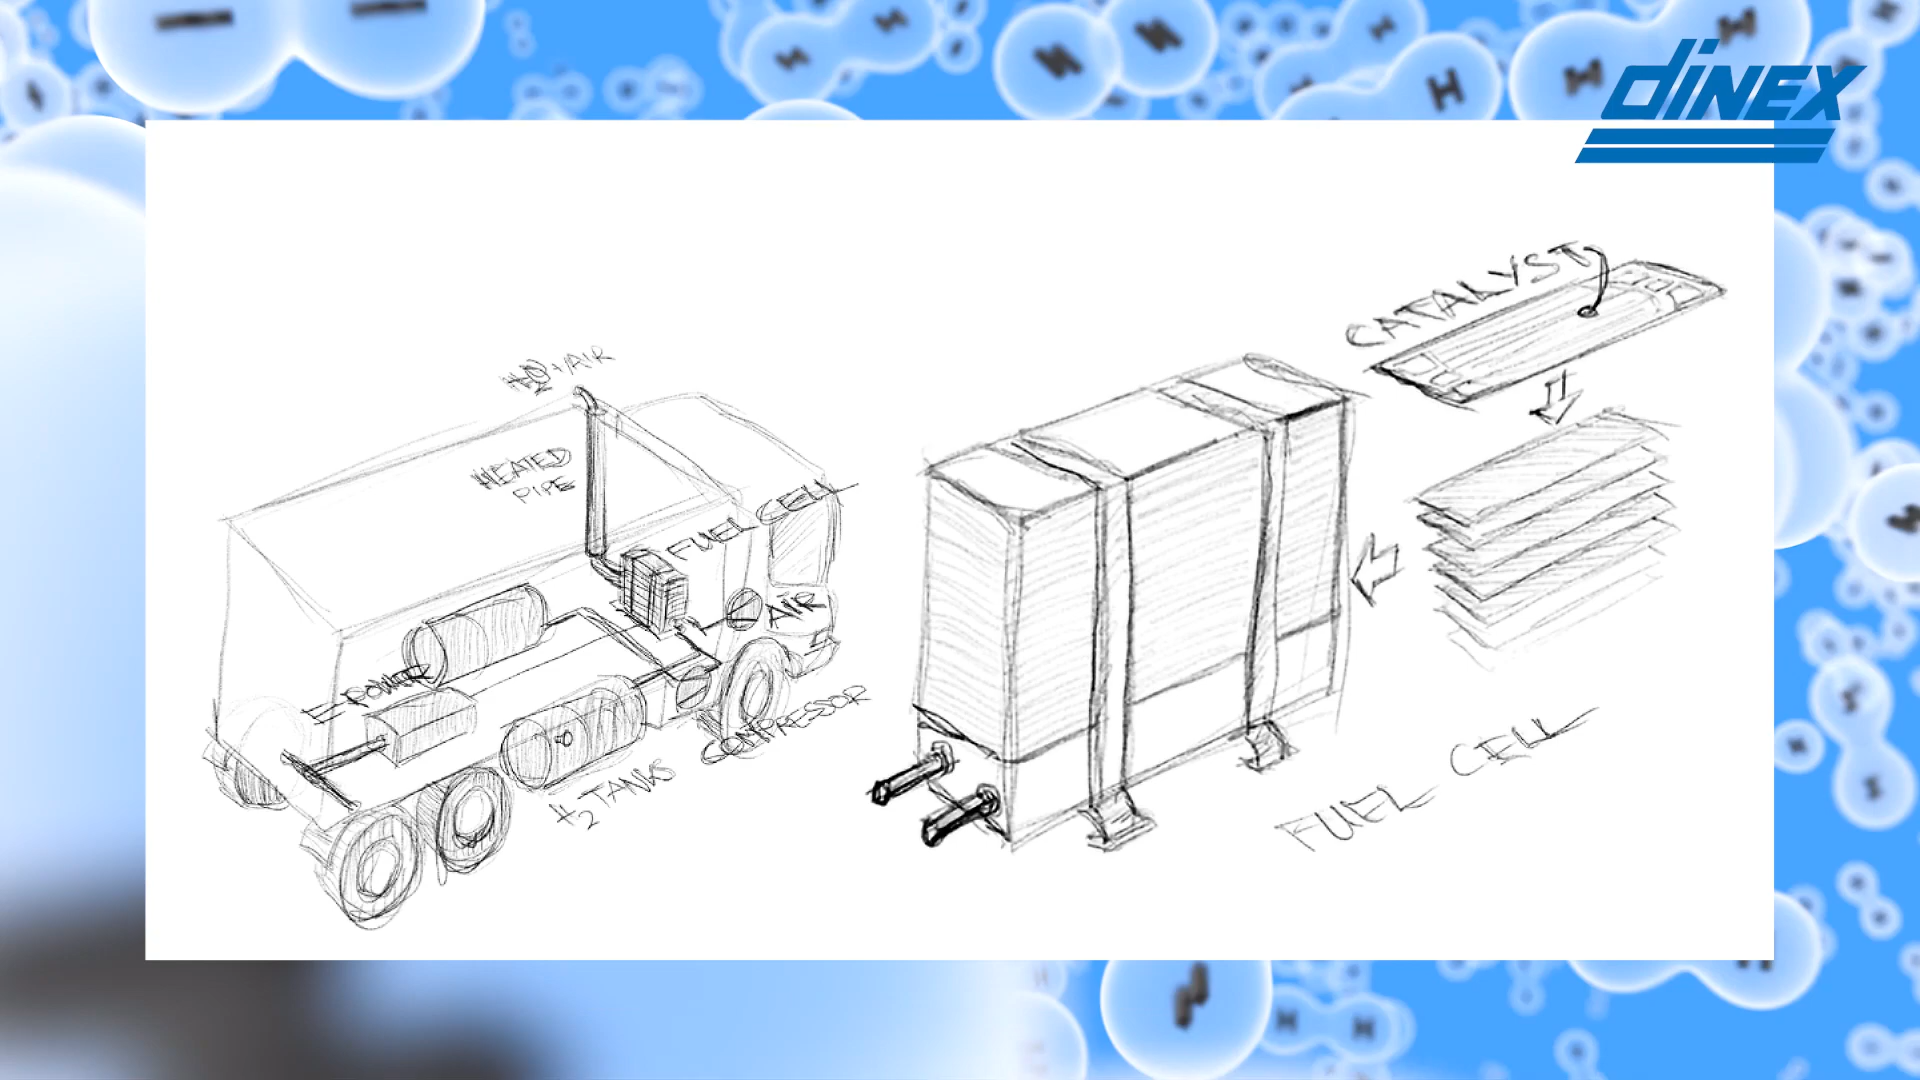 dinex
CATALYST
H2O + AIR
HEATED
PIPE
FUEL CELL
AIR
E-POWER
COMPRESSOR
H2 TANKS
FUEL CELL
H
H
H
H
H
H